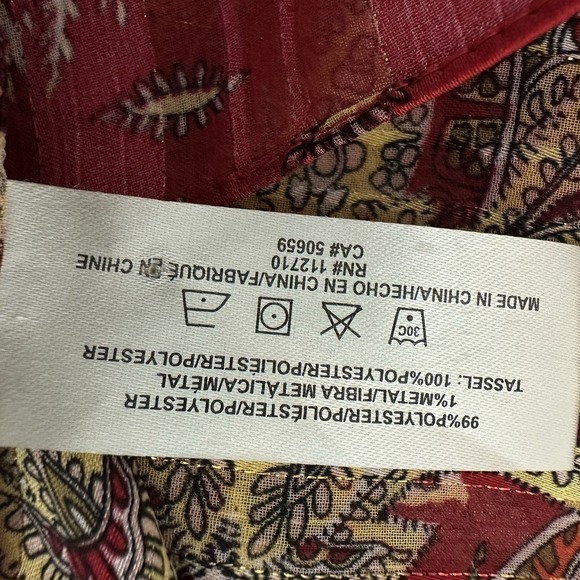 99%POLYESTER/POLIÉSTER/POLYESTER
1%METAL/FIBRA METÁLICA/MÉTAL
TASSEL: 100%POLYESTER/POLIÉSTER/POLYESTER
30C
MADE IN CHINA/HECHO EN CHINA/FABRIQUÉ EN CHINE
RN# 112710
CA# 50659